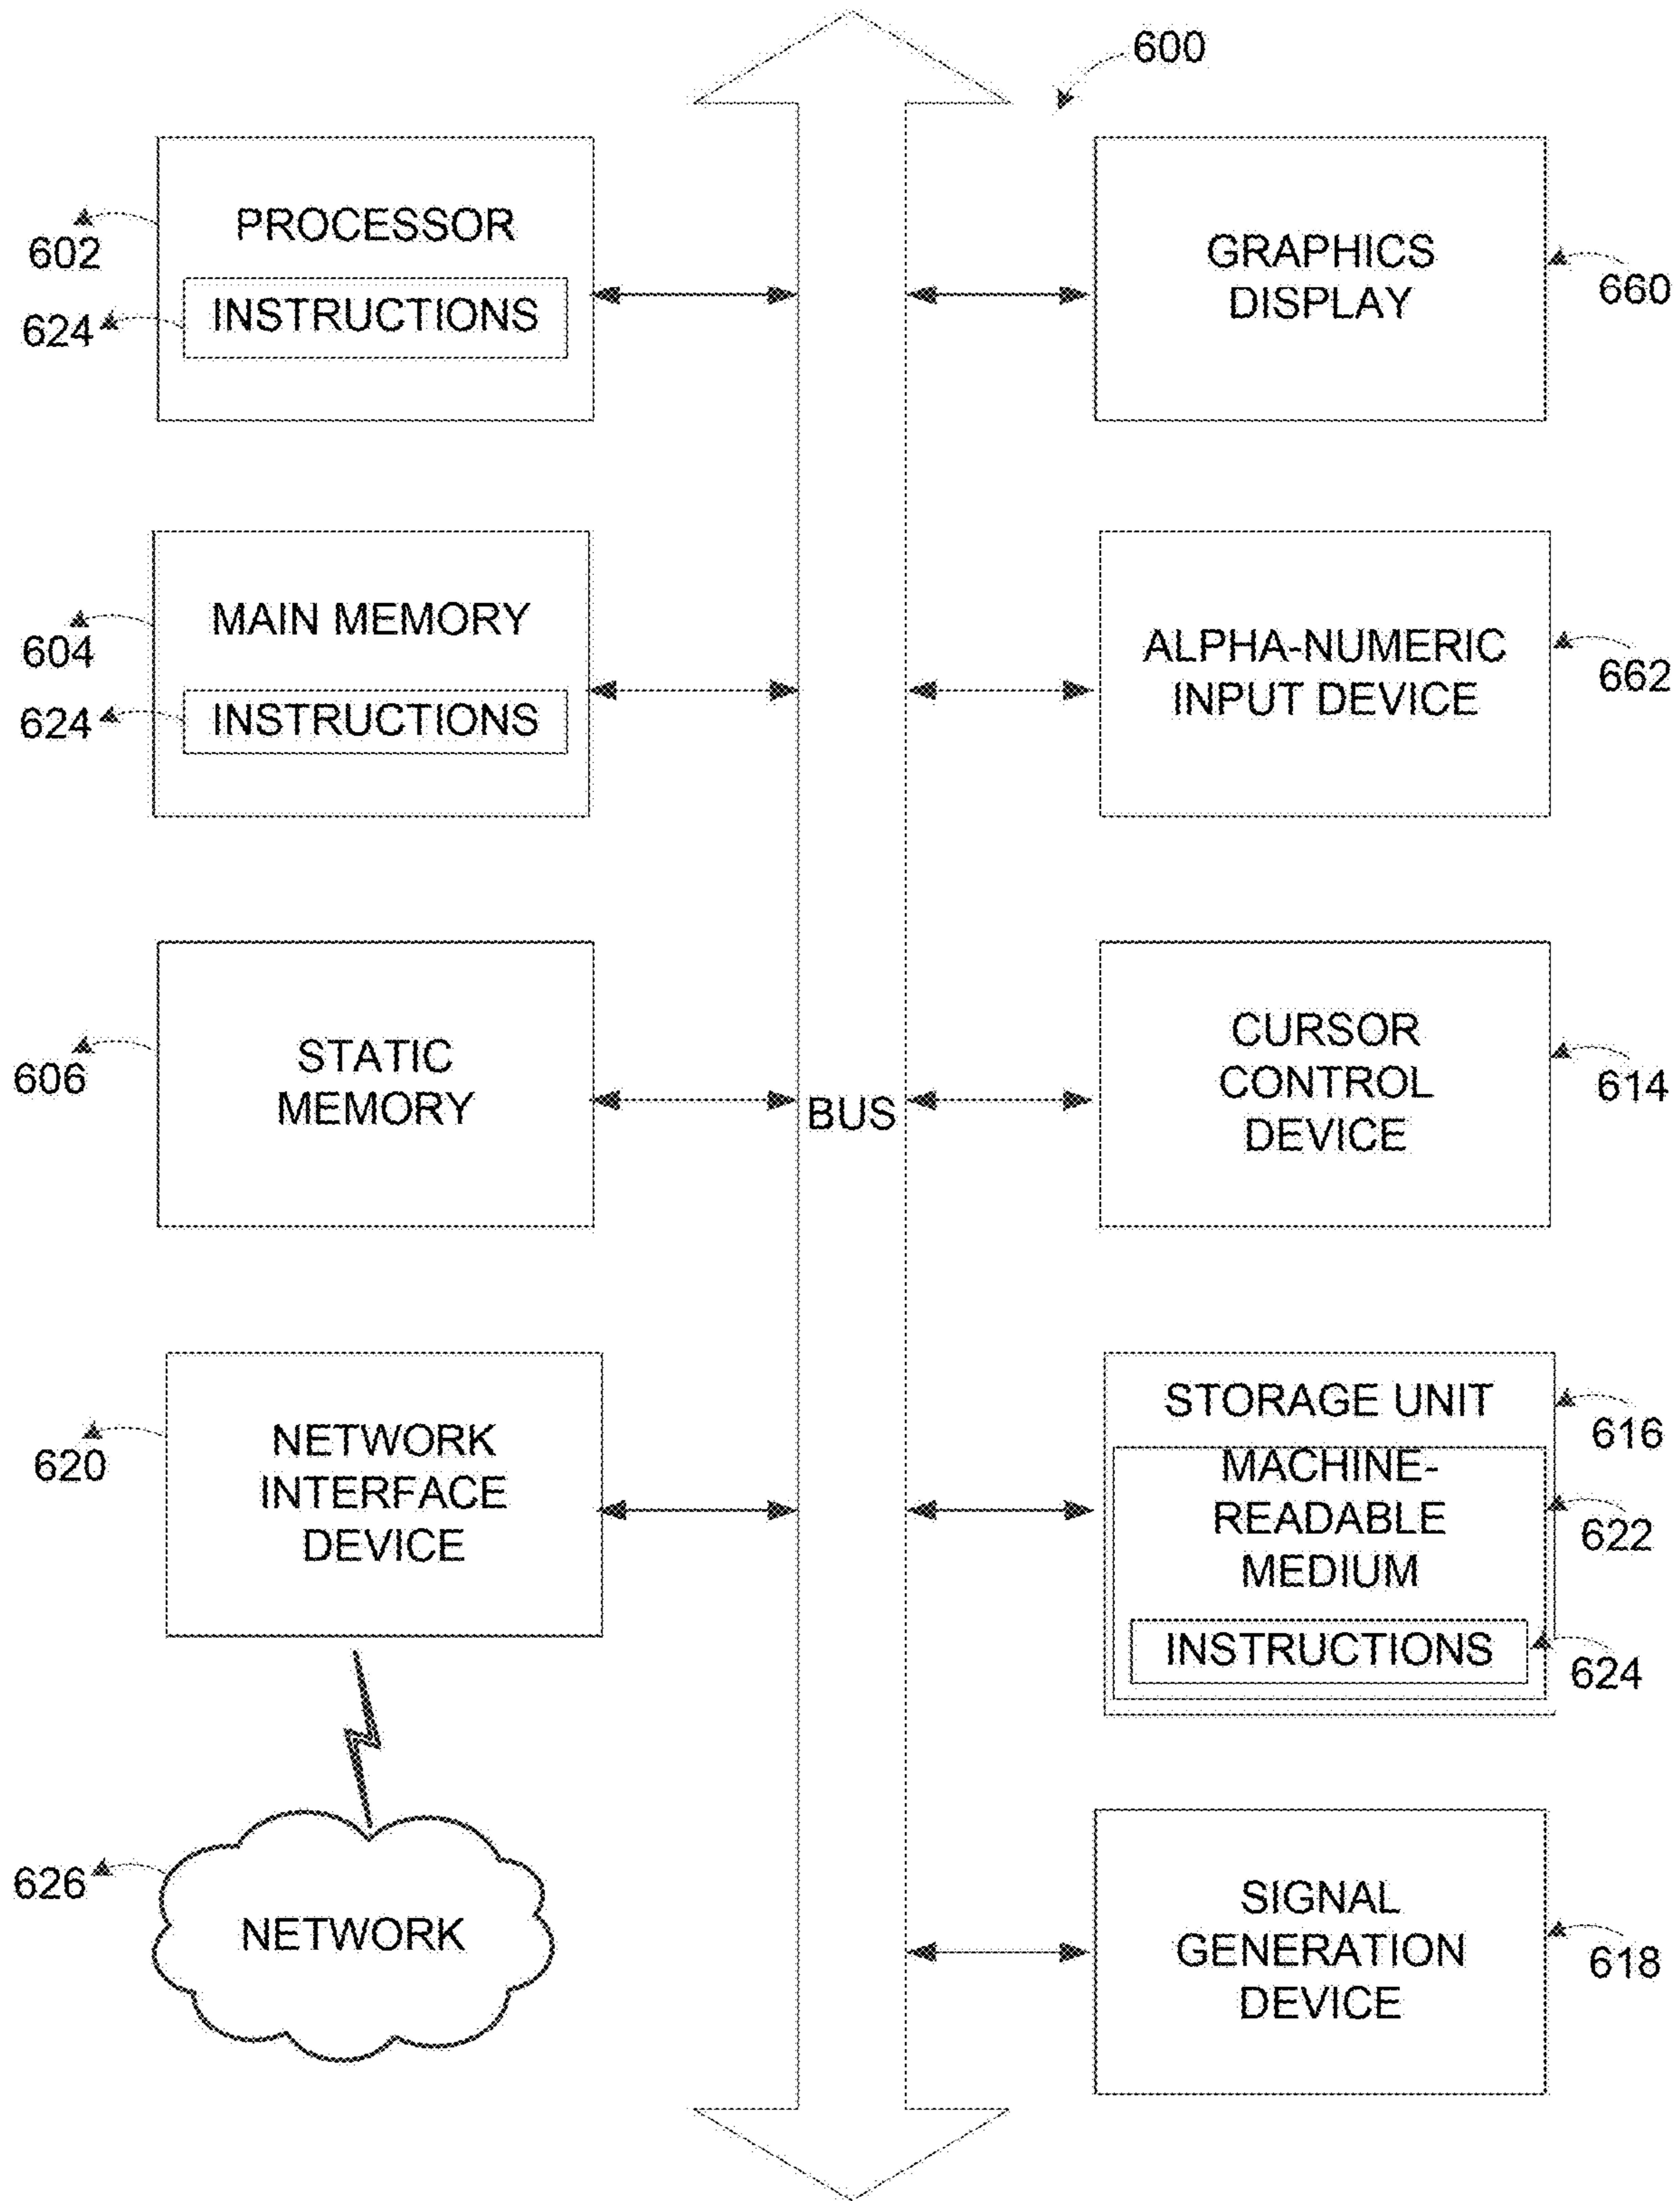 600
PROCESSOR
602
INSTRUCTIONS
624
GRAPHICS
DISPLAY
660
MAIN MEMORY
604
INSTRUCTIONS
624
ALPHA-NUMERIC
INPUT DEVICE
662
STATIC
MEMORY
606
BUS
CURSOR
CONTROL
DEVICE
614
NETWORK
INTERFACE
DEVICE
620
STORAGE UNIT
616
MACHINE-
READABLE
MEDIUM
622
INSTRUCTIONS
624
626
NETWORK
SIGNAL
GENERATION
DEVICE
618